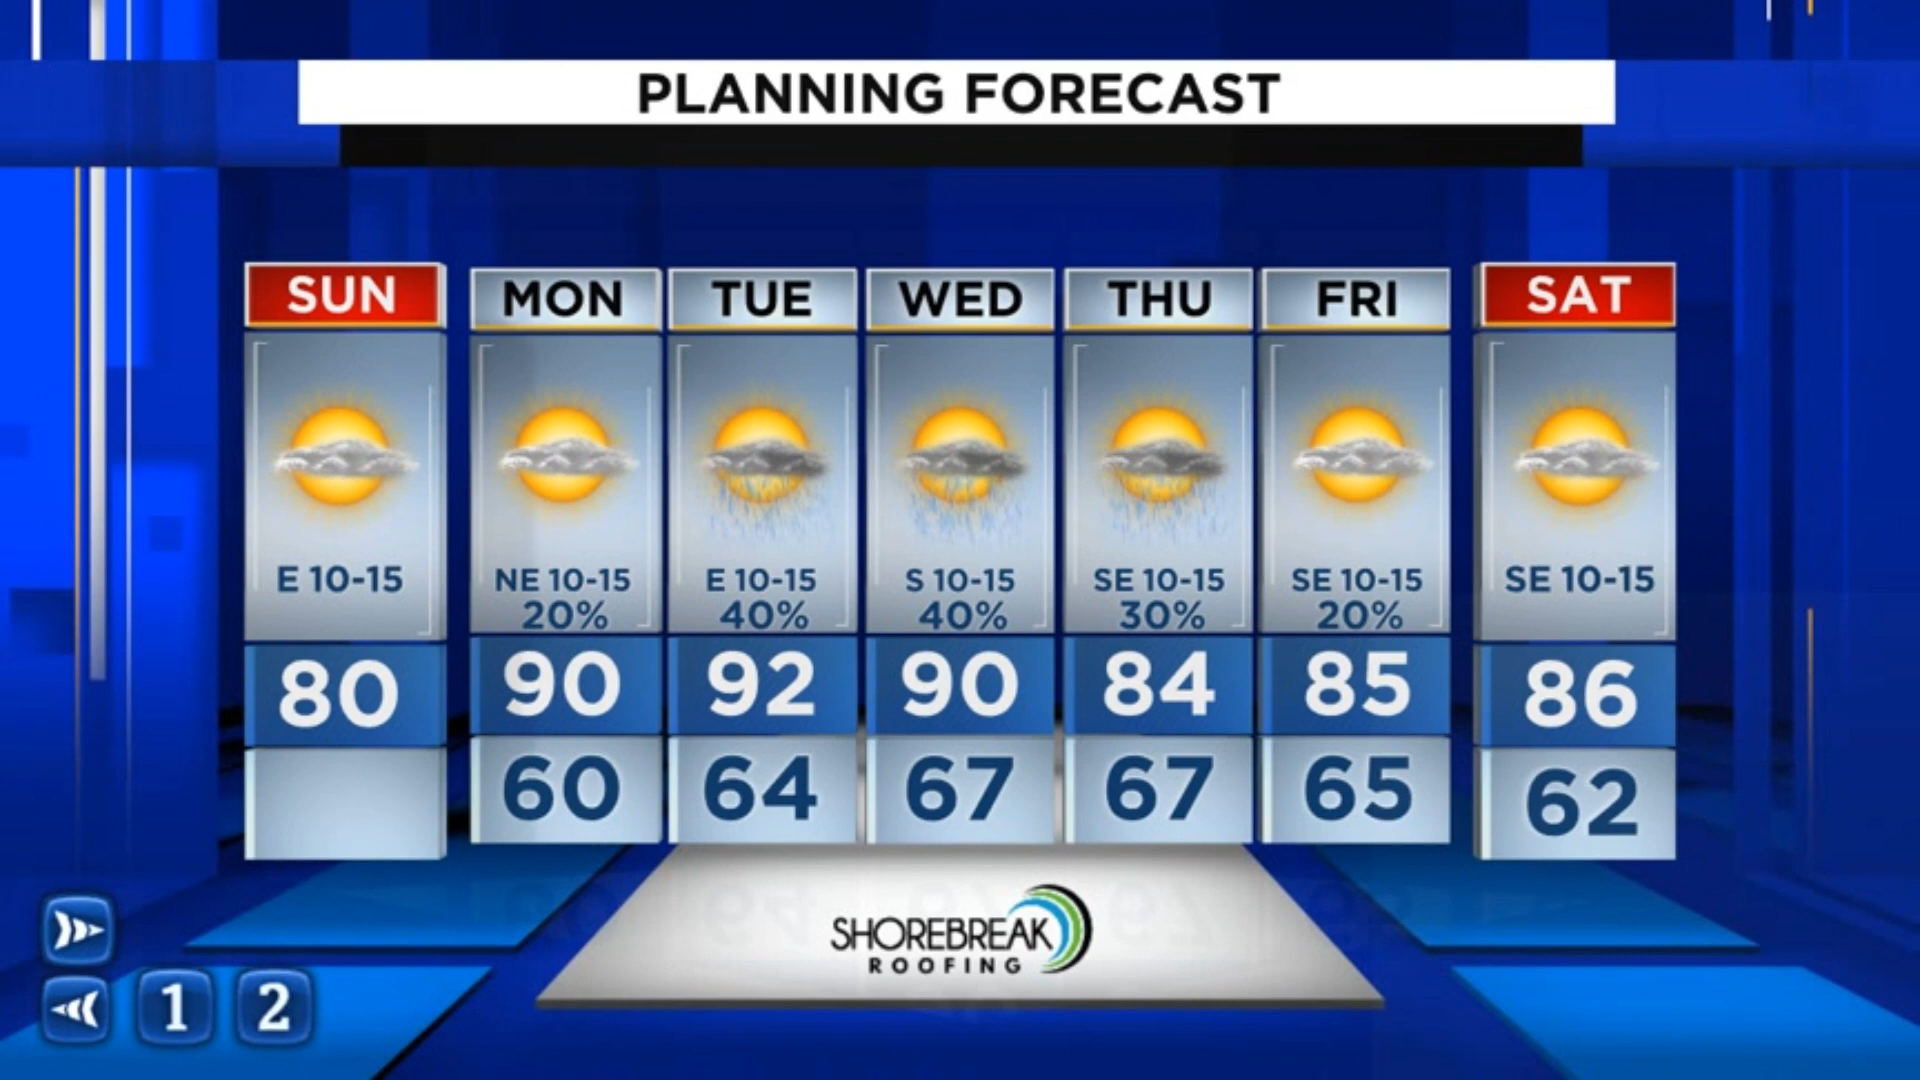 PLANNING FORECAST
SUN MON TUE WED THU FRI SAT
E 10-15 NE 10-15 E 10-15 S 10-15 SE 10-15 SE 10-15 SE 10-15
20% 40% 40% 30% 20%
80 90 92 90 84 85 86
60 64 67 67 65 62
SHOREBREAK
ROOFING
1 2